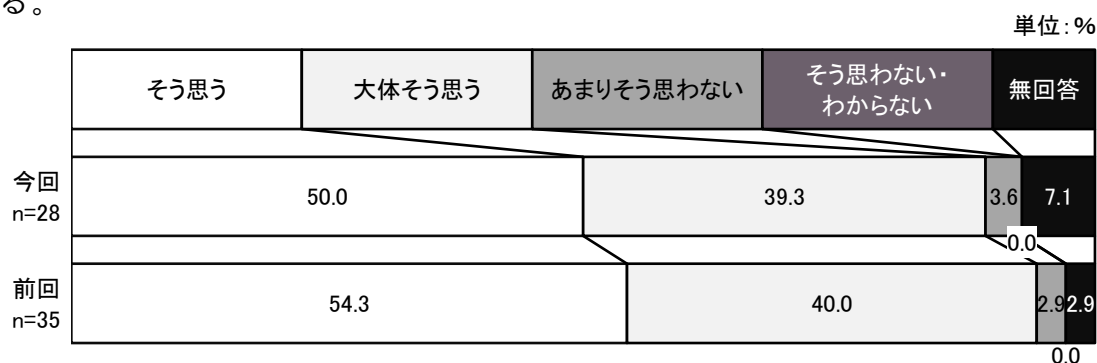 る。
単位：％
そう思う 大体そう思う あまりそう思わない そう思わない・ 無回答
わからない
今回
n=28
50.0 39.3 3.6 7.1
0.0
前回
n=35
54.3 40.0 2.9 2.9
0.0